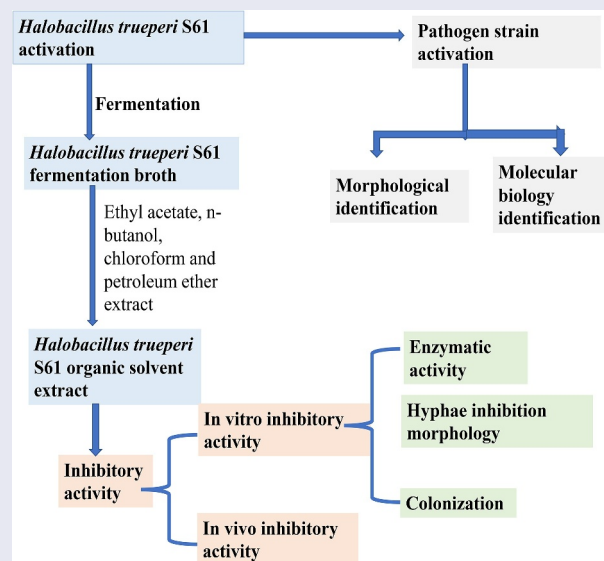 Halobacillus trueperi S61
activation
Pathogen strain
activation
Fermentation
Halobacillus trueperi S61
fermentation broth
Morphological
identification
Molecular
biology
identification
Ethyl acetate, n-
butanol,
chloroform and
petroleum ether
extract
Halobacillus trueperi
S61 organic solvent
extract
Enzymatic
activity
Hyphae inhibition
morphology
In vitro inhibitory
activity
Inhibitory
activity
Colonization
In vivo inhibitory
activity